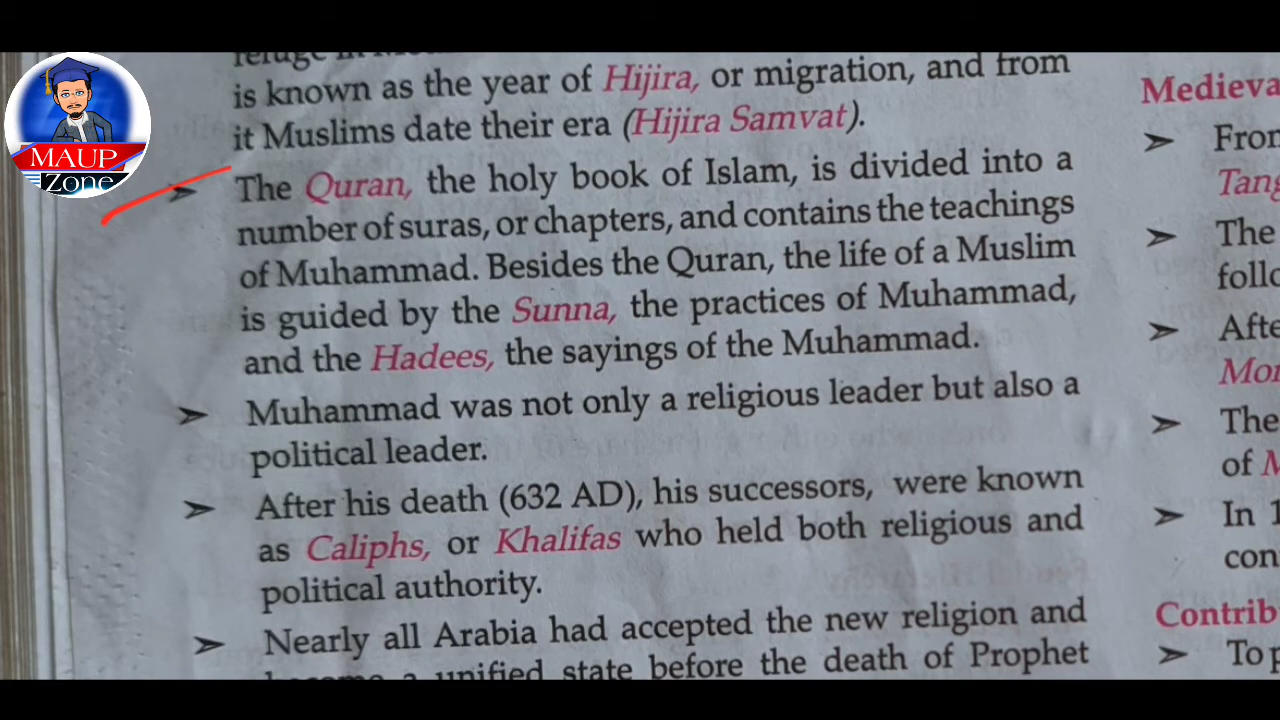 MAUP
Zone
is known as the year of Hijira, or migration, and from
it Muslims date their era (Hijira Samvat).
➤ The Quran, the holy book of Islam, is divided into a
number of suras, or chapters, and contains the teachings
of Muhammad. Besides the Quran, the life of a Muslim
is guided by the Sunna, the practices of Muhammad,
and the Hadees, the sayings of the Muhammad.
➤ Muhammad was not only a religious leader but also a
political leader.
➤ After his death (632 AD), his successors, were known
as Caliphs, or Khalifas who held both religious and
political authority.
➤ Nearly all Arabia had accepted the new religion and
a unified state before the death of Prophet
Medieva
➤ From
Tang
➤ The
follo
➤ Afte
Mon
➤ The
of M
➤ In 1
con
Contrib
➤ To p